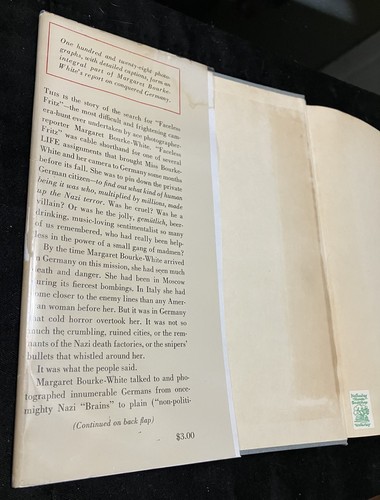 One hundred and twenty-eight photo-
graphs, with detailed captions, form an
integral part of Margaret Bourke-
White's report on conquered Germany.
This is the story of the search for "Faceless
Fritz"—the most difficult and frightening cam-
era-hunt ever undertaken by ace photographer-
reporter Margaret Bourke-White. "Faceless
Fritz" was cable shorthand for one of several
LIFE assignments that brought Miss Bourke-
White and her camera to Germany some months
before its fall. She was to pin down the private
German citizen—to find out what kind of human
being it was who, multiplied by millions, made
up the Nazi terror. Was he cruel? Was he a
villain? Or was he the jolly, gemütlich, beer-
drinking, music-loving sentimentalist so many
of us remembered, who had really been help-
less in the power of a small gang of madmen?
By the time Margaret Bourke-White arrived
in Germany on this mission, she had seen much
death and danger. She had been in Moscow
during its fiercest bombings. In Italy she had
come closer to the enemy lines than any Amer-
ican woman before her. But it was in Germany
that cold horror overtook her. It was not so
much the crumbling, ruined cities, or the rem-
nants of the Nazi death factories, or the snipers'
bullets that whistled around her.
It was what the people said.
Margaret Bourke-White talked to and pho-
tographed innumerable Germans from once-
mighty Nazi "Brains" to plain ("non-politi-
(Continued on back flap)
$3.00